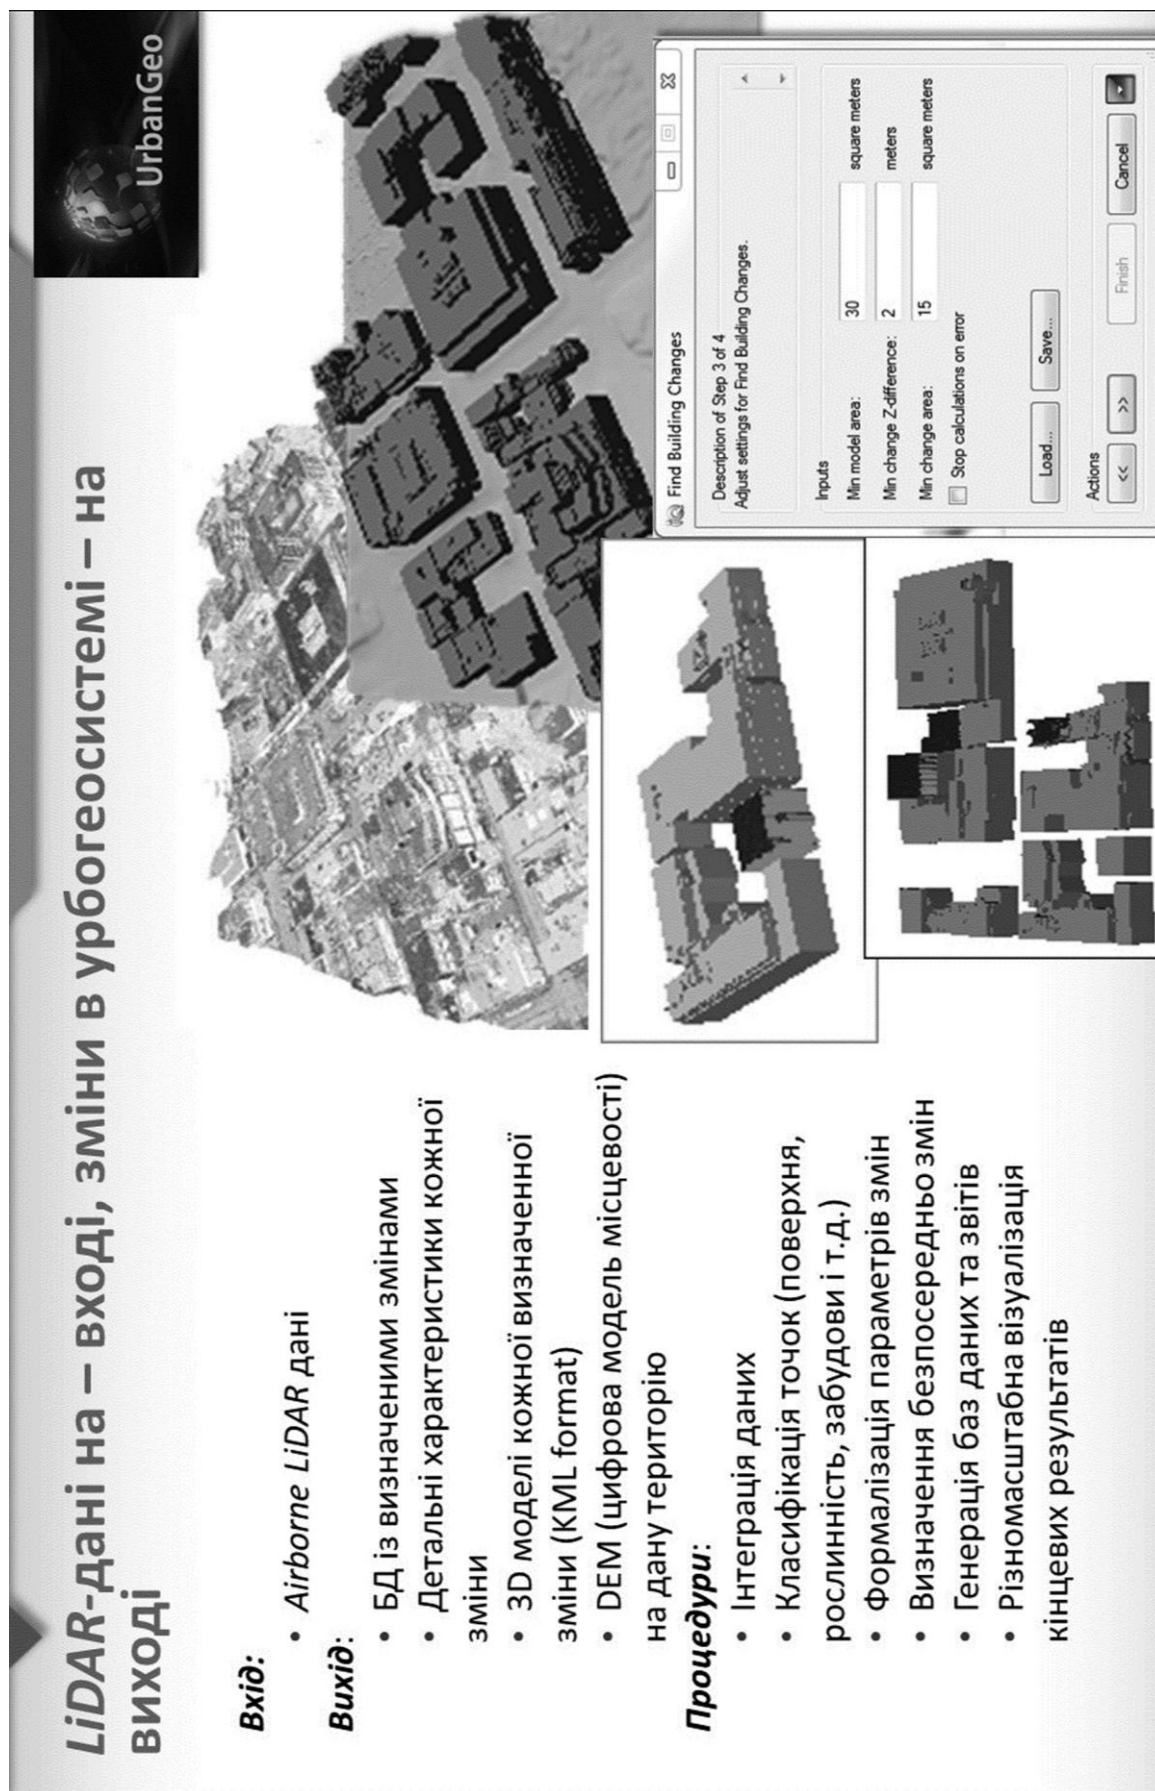 LiDAR-дані на – вході, зміни в урбогеосистемі – на
виході
UrbanGeo
Вхід:
• Airborne LiDAR дані
Вихід:
• БД із визначеними змінами
• Детальні характеристики кожної
зміни
• 3D моделі кожної визначенної
зміни (KML format)
• DEM (цифрова модель місцевості)
на дану територію
Процедури:
• Інтеграція даних
• Класифікація точок (поверхня,
рослинність, забудови і т.д.)
• Формалізація параметрів змін
• Визначення безпосередньо змін
• Генерація баз даних та звітів
• Різномасштабна візуалізація
кінцевих результатів
iQ Find Building Changes
Description of Step 3 of 4
Adjust settings for Find Building Changes.
Inputs
Min model area: 30 square meters
Min change Z-difference: 2 meters
Min change area: 15 square meters
Stop calculations on error
Load... Save...
Actions
<< >> Finish Cancel